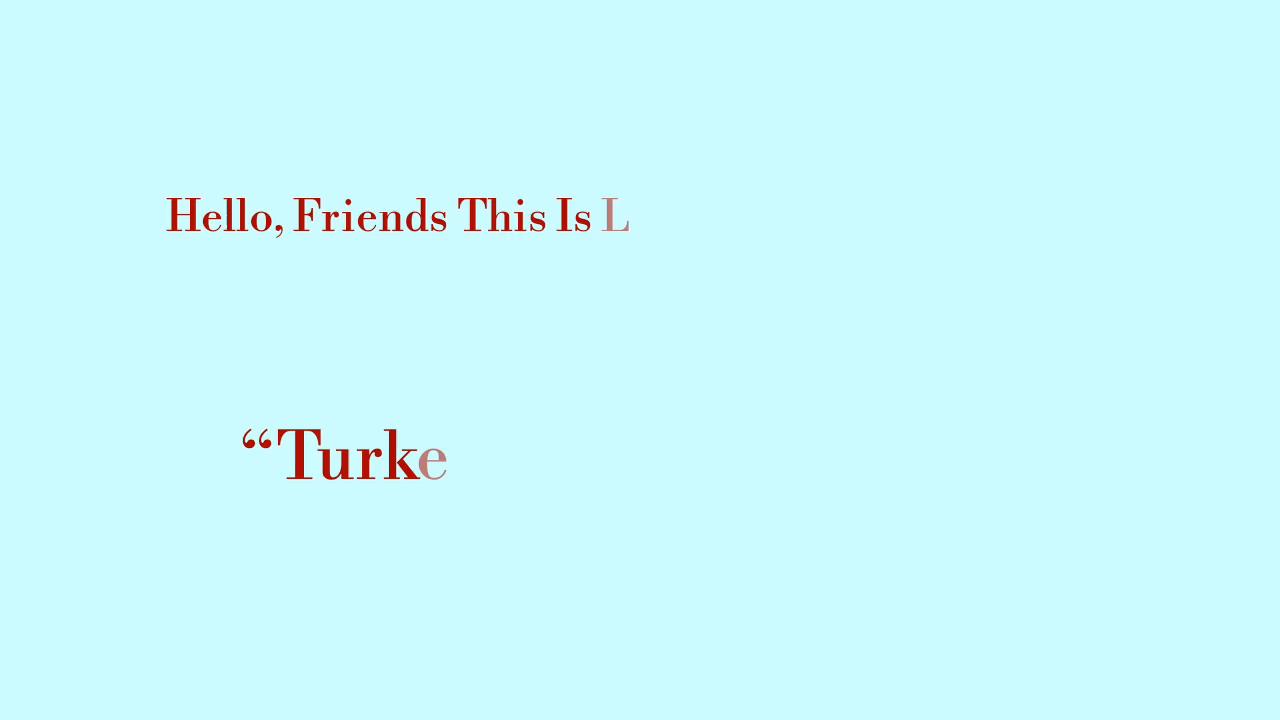 Hello, Friends This Is L
“Turke